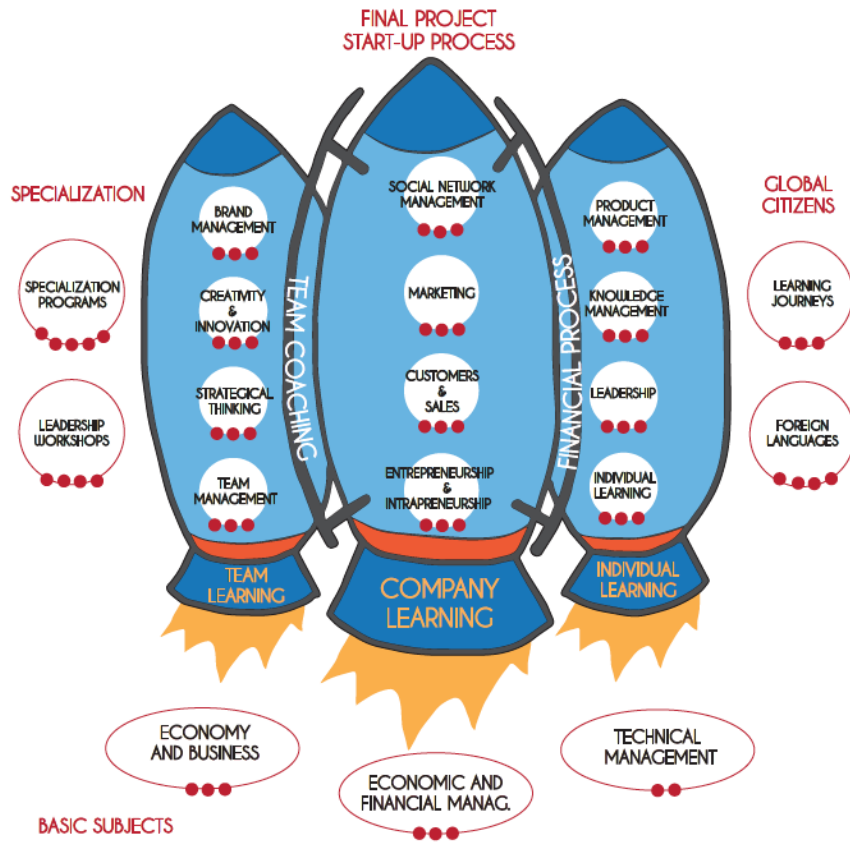 FINAL PROJECT
START-UP PROCESS
SPECIALIZATION
SPECIALIZATION
PROGRAMS
LEADERSHIP
WORKSHOPS
BRAND
MANAGEMENT
CREATIVITY
&
INNOVATION
STRATEGICAL
THINKING
TEAM
MANAGEMENT
TEAM
LEARNING
TEAM COACHING
SOCIAL NETWORK
MANAGEMENT
MARKETING
CUSTOMERS
&
SALES
ENTREPRENEURSHIP
&
INTRAPRENEURSHIP
COMPANY
LEARNING
FINANCIAL PROCESS
PRODUCT
MANAGEMENT
KNOWLEDGE
MANAGEMENT
LEADERSHIP
INDIVIDUAL
LEARNING
INDIVIDUAL
LEARNING
GLOBAL
CITIZENS
LEARNING
JOURNEYS
FOREIGN
LANGUAGES
ECONOMY
AND BUSINESS
ECONOMIC AND
FINANCIAL MANAG.
TECHNICAL
MANAGEMENT
BASIC SUBJECTS